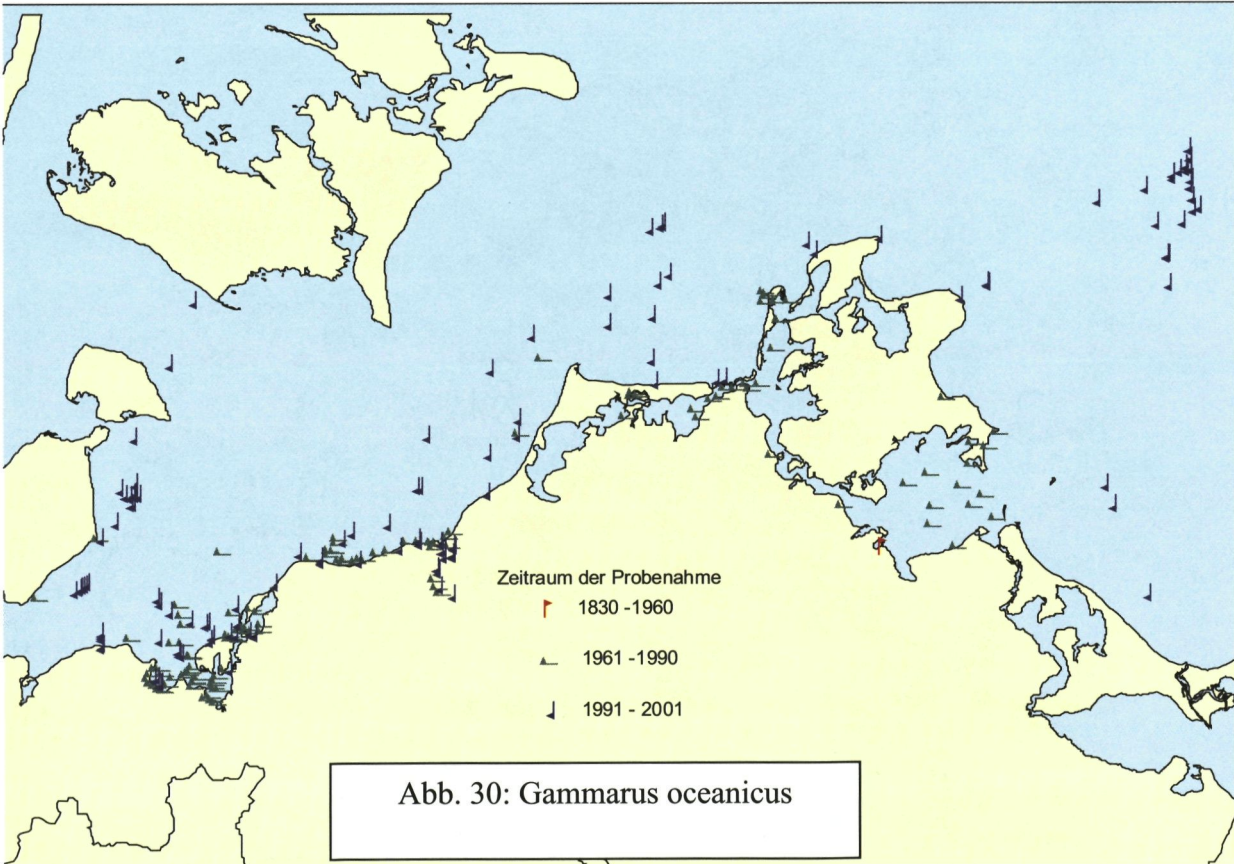 Zeitraum der Probenahme
1830 -1960
1961 -1990
1991 - 2001
Abb. 30: Gammarus oceanicus